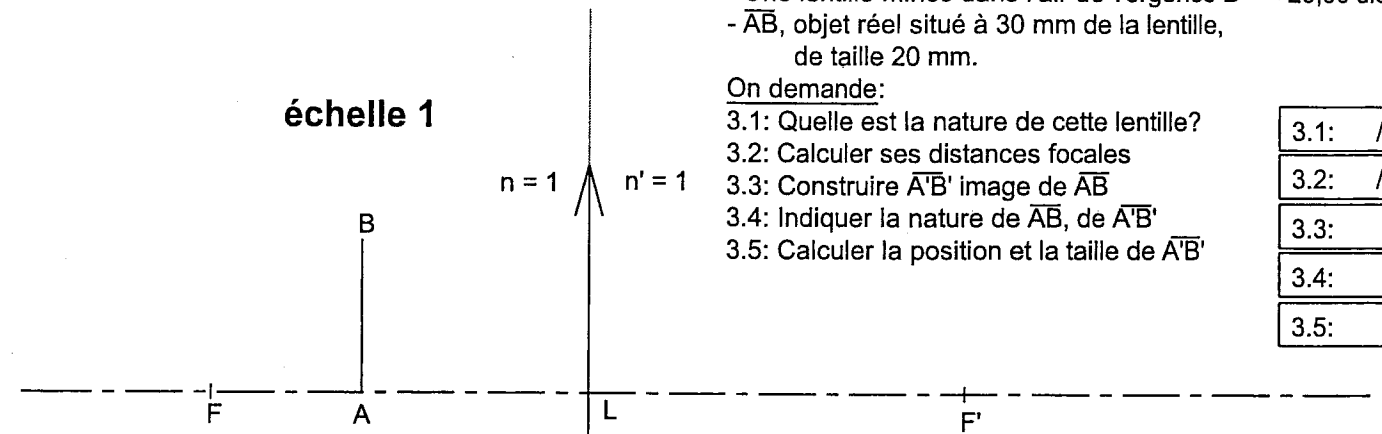 - AB, objet réel situé à 30 mm de la lentille,
de taille 20 mm.
On demande:
échelle 1
3.1: Quelle est la nature de cette lentille?
3.2: Calculer ses distances focales
3.3: Construire A'B' image de AB
3.4: Indiquer la nature de AB, de A'B'
3.5: Calculer la position et la taille de A'B'
3.1: /
3.2: /
3.3:
3.4:
3.5:
n = 1 n' = 1
B
F A L F'